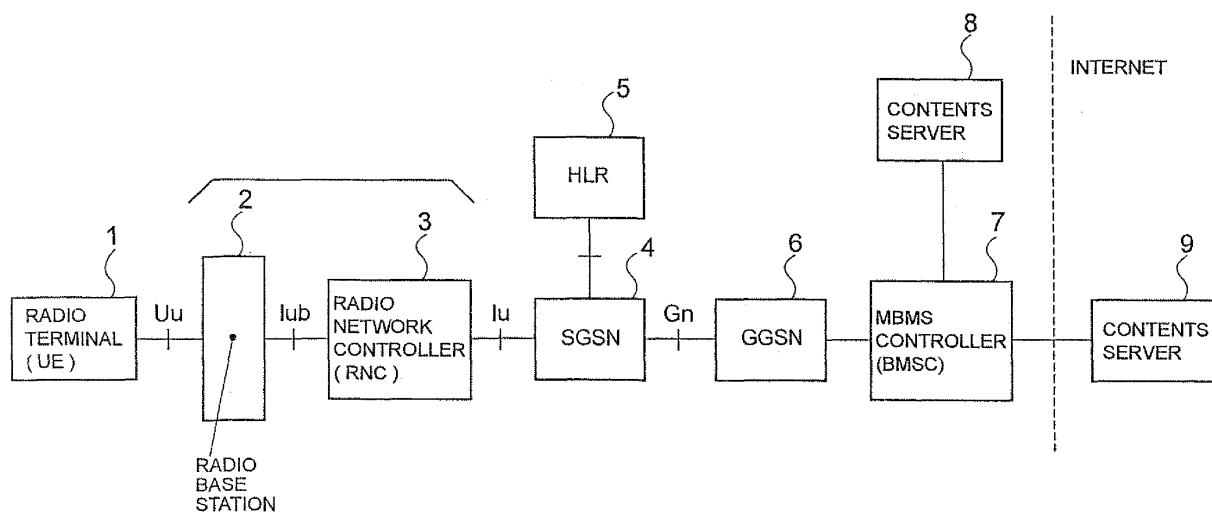 8
INTERNET
CONTENTS
SERVER
5
HLR
2
3
4
6
7
9
1
RADIO
TERMINAL
( UE )
Uu
Iub
RADIO
NETWORK
CONTROLLER
( RNC )
Iu
SGSN
Gn
GGSN
MBMS
CONTROLLER
(BMSC)
CONTENTS
SERVER
RADIO
BASE
STATION